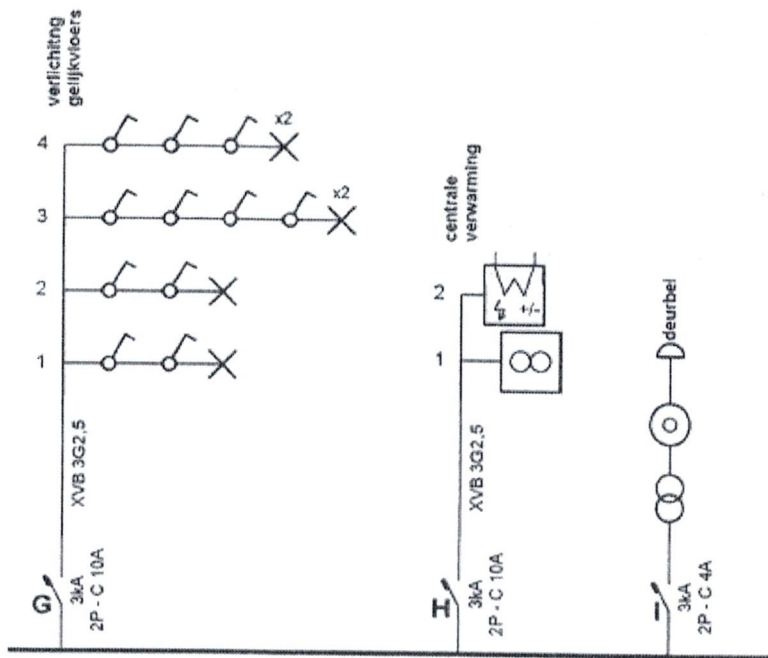 verlichitng
gelijkvloers
4
x2
3
x2
2
1
XVB 3G2,5
G
3kA
2P - C 10A
centrale
verwarming
2
+/-
1
XVB 3G2,5
H
3kA
2P - C 10A
deurbel
I
3kA
2P - C 4A